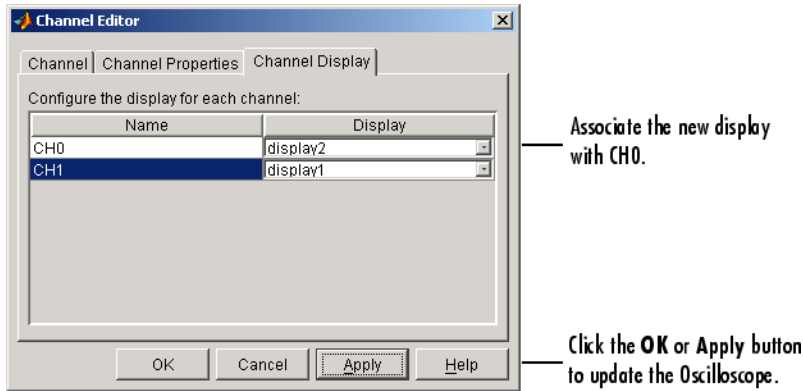 Channel Editor
Channel Channel Properties Channel Display
Configure the display for each channel:
Name Display
CH0 display2
CH1 display1
Associate the new display
with CH0.
OK Cancel Apply Help
Click the OK or Apply button
to update the Oscilloscope.